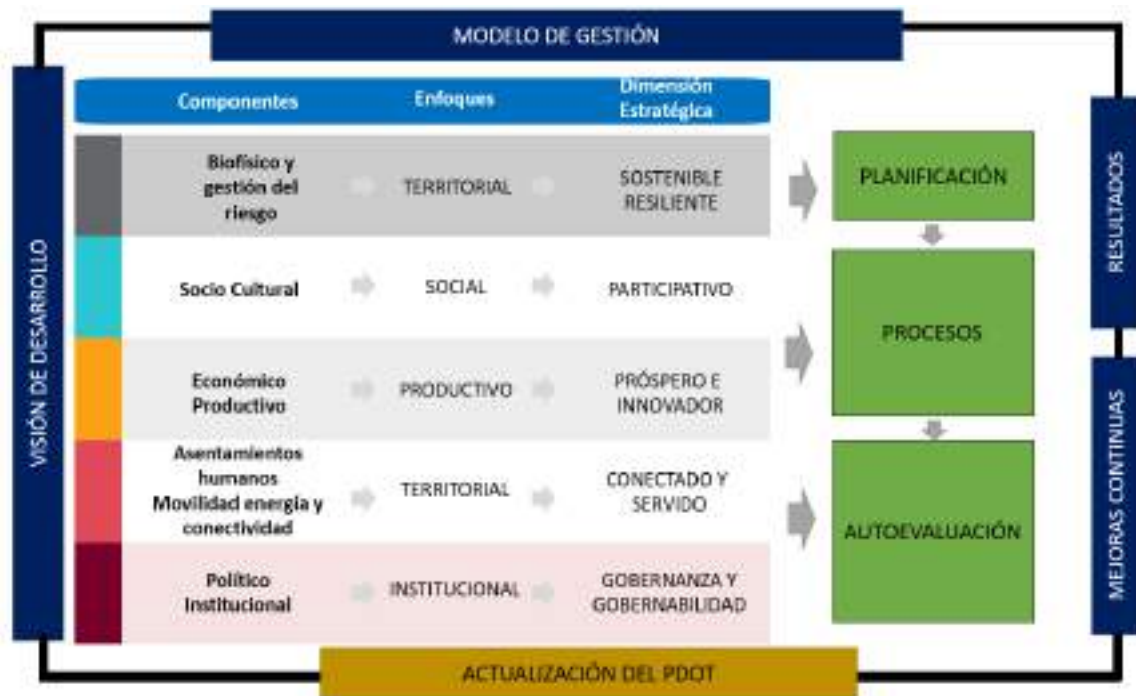 MODELO DE GESTIÓN
VISIÓN DE DESARROLLO
Componentes
Enfoques
Dimensión
Estratégica
Biofísico y
gestión del
riesgo
TERRITORIAL
SOSTENIBLE
RESILIENTE
Socio Cultural
SOCIAL
PARTICIPATIVO
Económico
Productivo
PRODUCTIVO
PRÓSPERO E
INNOVADOR
Asentamientos
humanos
Movilidad energía y
conectividad
TERRITORIAL
CONECTADO Y
SERVIDO
Político
Institucional
INSTITUCIONAL
GOBERNANZA Y
GOBERNABILIDAD
PLANIFICACIÓN
PROCESOS
AUTOEVALUACIÓN
RESULTADOS
MEJORAS CONTINUAS
ACTUALIZACIÓN DEL PDOT